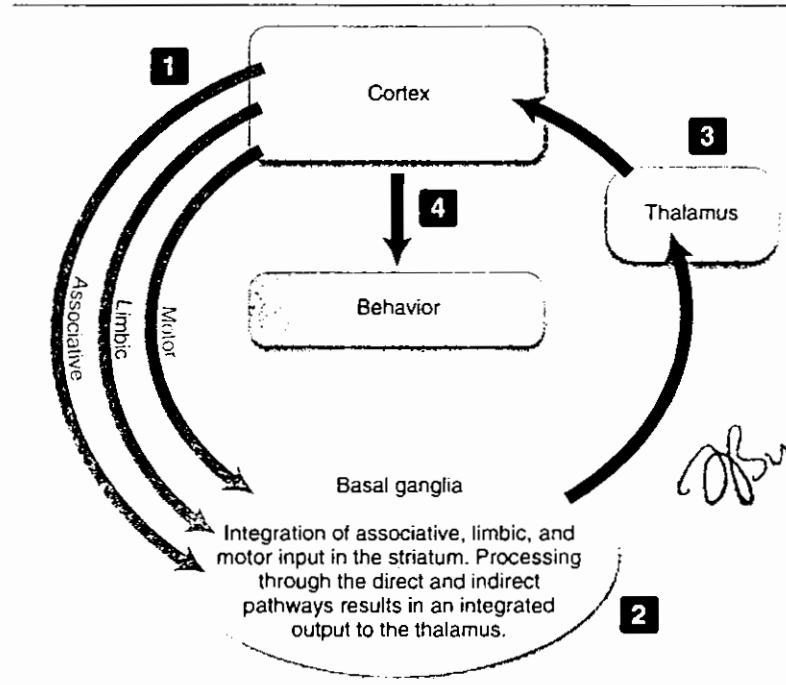 1
Cortex
3
Thalamus
4
Behavior
Associative
Limbic
Motor
Basal ganglia
Integration of associative, limbic, and
motor input in the striatum. Processing
through the direct and indirect
pathways results in an integrated
output to the thalamus.
2